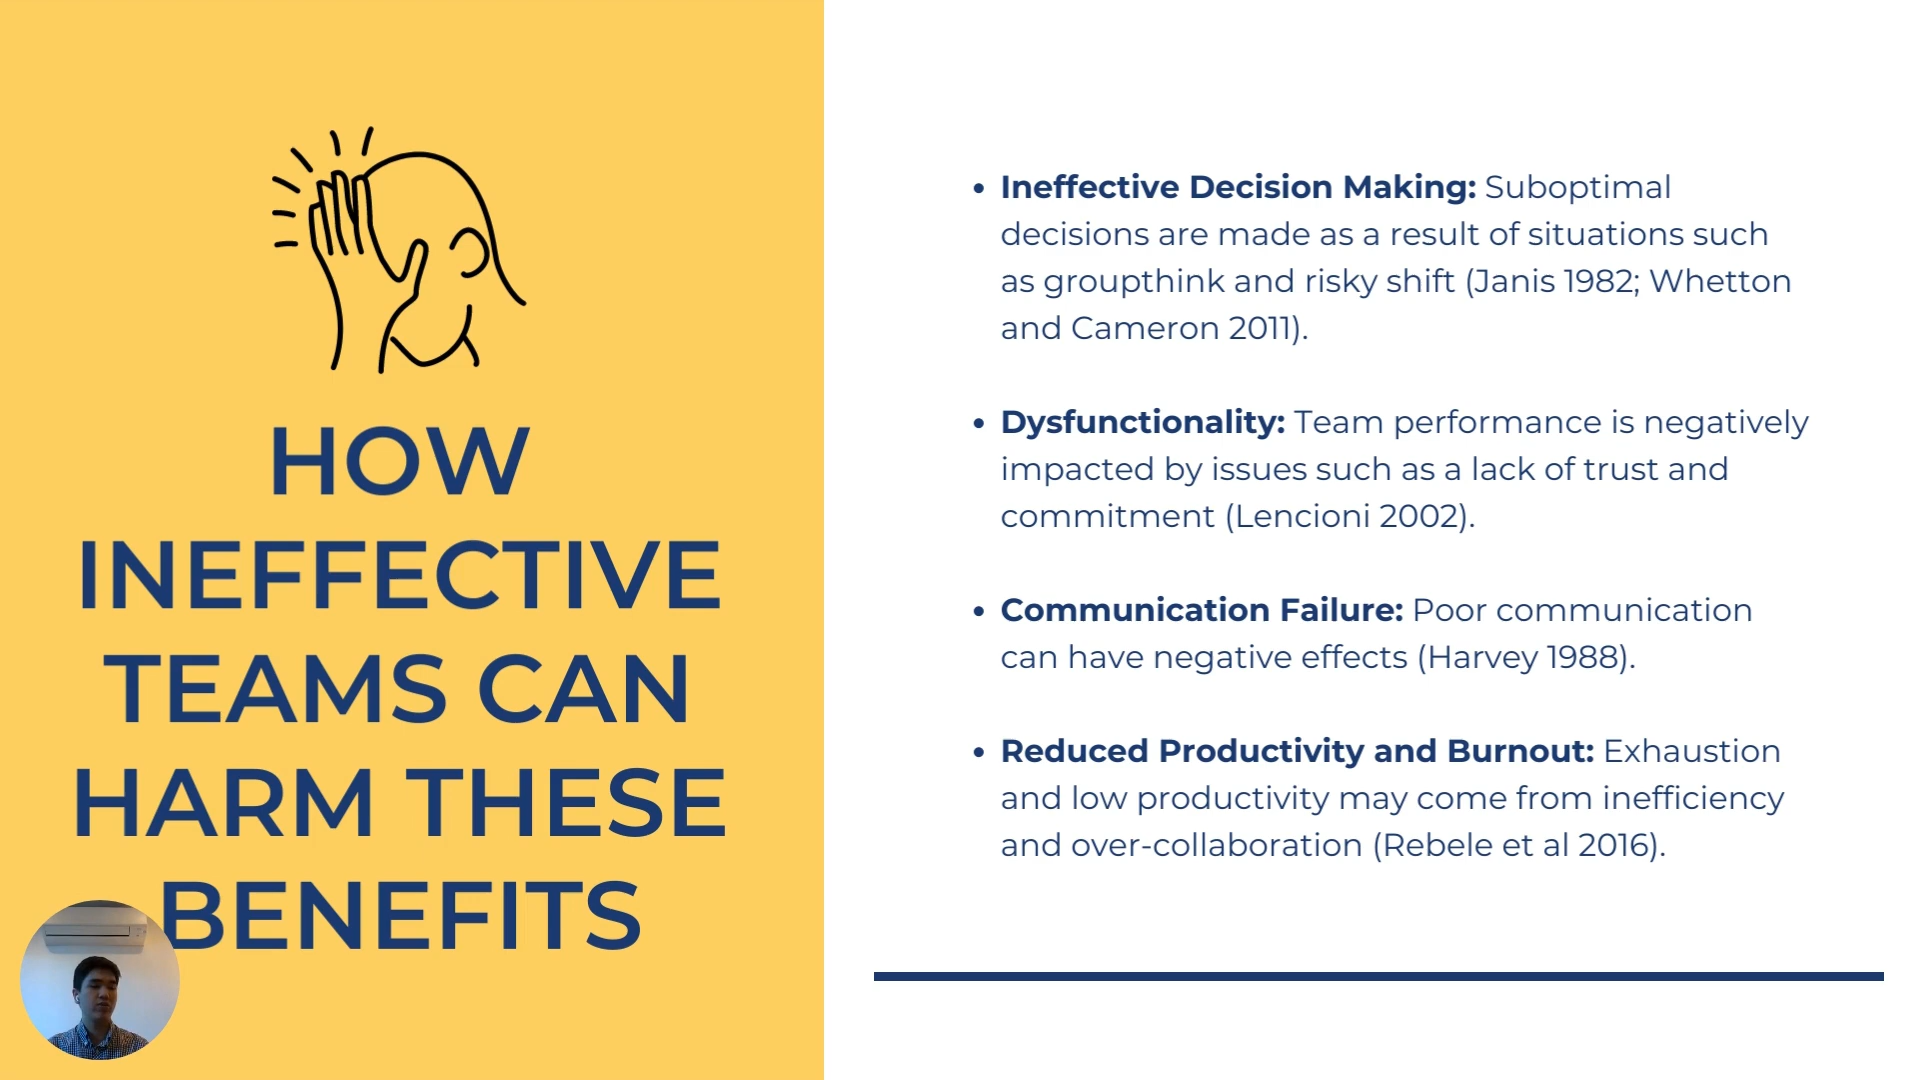 HOW
INEFFECTIVE
TEAMS CAN
HARM THESE
BENEFITS
• Ineffective Decision Making: Suboptimal
decisions are made as a result of situations such
as groupthink and risky shift (Janis 1982; Whetton
and Cameron 2011).
• Dysfunctionality: Team performance is negatively
impacted by issues such as a lack of trust and
commitment (Lencioni 2002).
• Communication Failure: Poor communication
can have negative effects (Harvey 1988).
• Reduced Productivity and Burnout: Exhaustion
and low productivity may come from inefficiency
and over-collaboration (Rebele et al 2016).